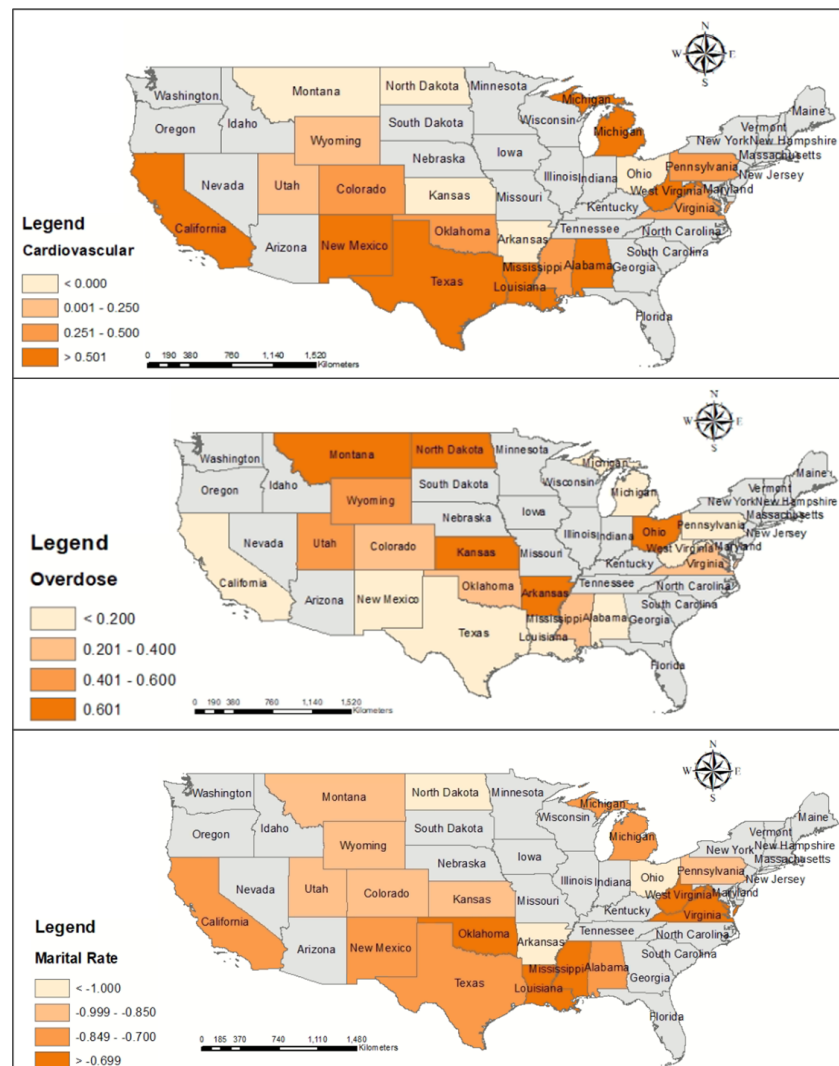 N
W E
S
Washington
Montana
North Dakota
Minnesota
Maine
Oregon
Idaho
Wyoming
South Dakota
Wisconsin
Michigan
Michigan
Vermont
New York
New Hampshire
Massachusetts
Nevada
Utah
Colorado
Nebraska
Iowa
Illinois
Indiana
Ohio
Pennsylvania
New Jersey
California
Kansas
Missouri
Kentucky
West Virginia
Maryland
Virginia
Arizona
New Mexico
Oklahoma
Arkansas
Tennessee
North Carolina
Texas
Louisiana
Mississippi
Alabama
Georgia
South Carolina
Florida
Legend
Cardiovascular
< 0.000
0.001 - 0.250
0.251 - 0.500
> 0.501
0 190 380 760 1,140 1,520
Kilometers
N
W E
S
Washington
Montana
North Dakota
Minnesota
Maine
Oregon
Idaho
Wyoming
South Dakota
Wisconsin
Michigan
Michigan
Vermont
New York
New Hampshire
Massachusetts
Nevada
Utah
Colorado
Nebraska
Iowa
Illinois
Indiana
Ohio
Pennsylvania
New Jersey
California
Kansas
Missouri
Kentucky
West Virginia
Maryland
Virginia
Arizona
New Mexico
Oklahoma
Arkansas
Tennessee
North Carolina
Texas
Louisiana
Mississippi
Alabama
Georgia
South Carolina
Florida
Legend
Overdose
< 0.200
0.201 - 0.400
0.401 - 0.600
0.601
0 190 380 760 1,140 1,520
Kilometers
N
W E
S
Washington
Montana
North Dakota
Minnesota
Maine
Oregon
Idaho
Wyoming
South Dakota
Wisconsin
Michigan
Michigan
Vermont
New York
New Hampshire
Massachusetts
Nevada
Utah
Colorado
Nebraska
Iowa
Illinois
Indiana
Ohio
Pennsylvania
New Jersey
California
Kansas
Missouri
Kentucky
West Virginia
Maryland
Virginia
Arizona
New Mexico
Oklahoma
Arkansas
Tennessee
North Carolina
Texas
Louisiana
Mississippi
Alabama
Georgia
South Carolina
Florida
Legend
Marital Rate
< -1.000
-0.999 - -0.850
-0.849 - -0.700
> -0.699
0 185 370 740 1,110 1,480
Kilometers